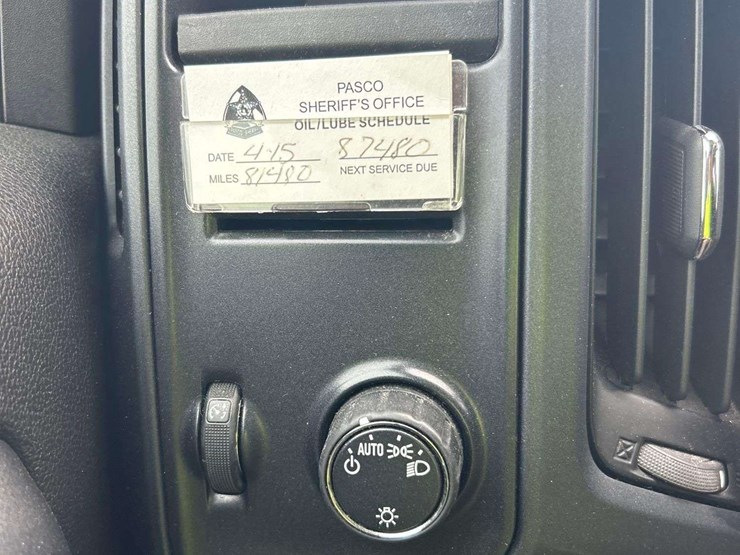 PASCO
SHERIFF'S OFFICE
OIL/LUBE SCHEDULE
DATE 4-15 87480
MILES 81480 NEXT SERVICE DUE
AUTO